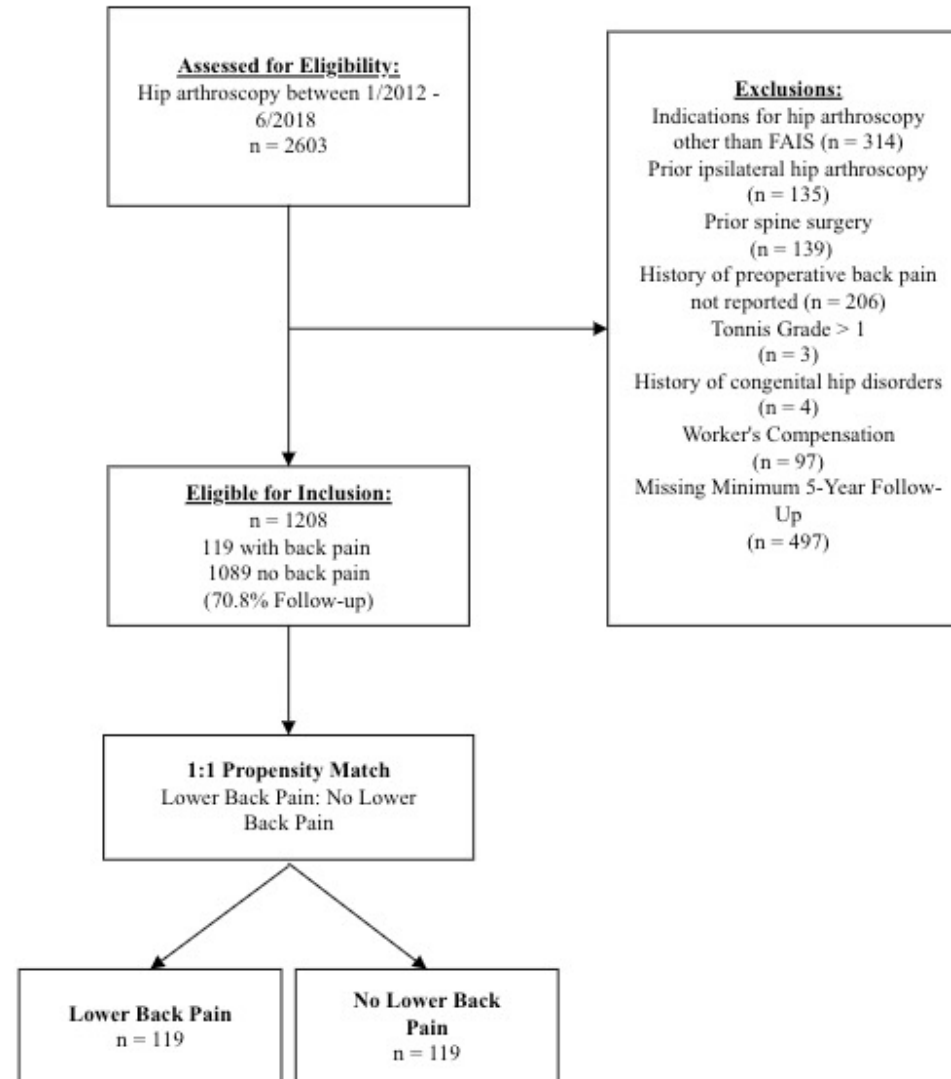 Assessed for Eligibility:
Hip arthroscopy between 1/2012 -
6/2018
n = 2603
Exclusions:
Indications for hip arthroscopy
other than FAIS (n = 314)
Prior ipsilateral hip arthroscopy
(n = 135)
Prior spine surgery
(n = 139)
History of preoperative back pain
not reported (n = 206)
Tonnis Grade > 1
(n = 3)
History of congenital hip disorders
(n = 4)
Worker's Compensation
(n = 97)
Missing Minimum 5-Year Follow-
Up
(n = 497)
Eligible for Inclusion:
n = 1208
119 with back pain
1089 no back pain
(70.8% Follow-up)
1:1 Propensity Match
Lower Back Pain: No Lower
Back Pain
Lower Back Pain
n = 119
No Lower Back
Pain
n = 119